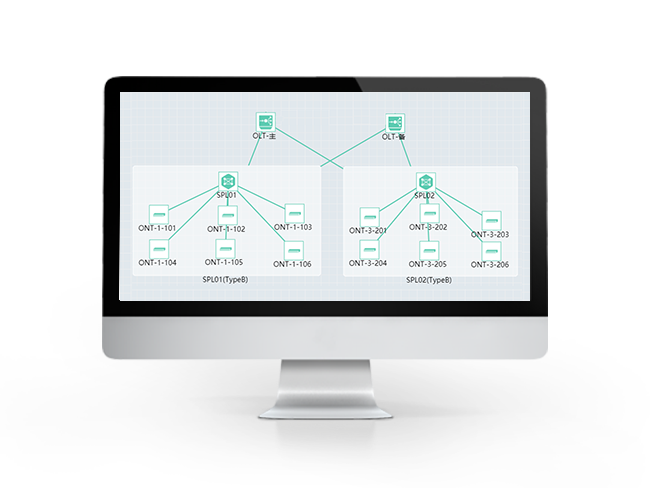 OLT-主
OLT-备
SPL01
SPL02
ONT-1-101
ONT-1-102
ONT-1-103
ONT-3-201
ONT-3-202
ONT-3-203
ONT-1-104
ONT-1-105
ONT-1-106
ONT-3-204
ONT-3-205
ONT-3-206
SPL01(TypeB)
SPL02(TypeB)